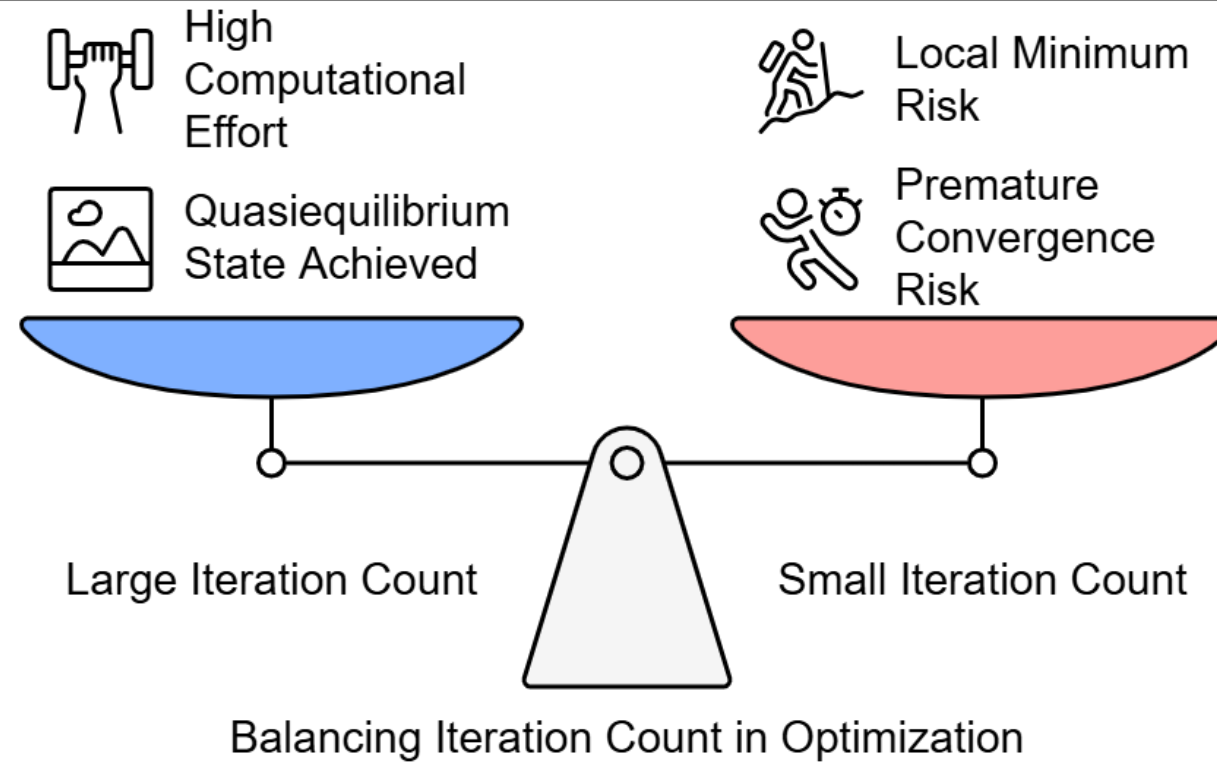 High
Computational
Effort
Quasiequilibrium
State Achieved
Local Minimum
Risk
Premature
Convergence
Risk
Large Iteration Count
Small Iteration Count
Balancing Iteration Count in Optimization